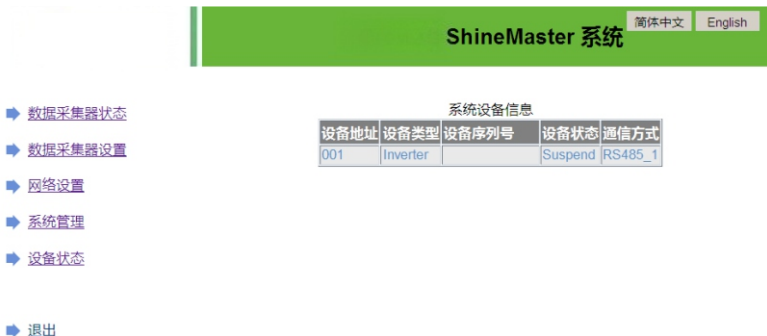 ShineMaster 系统
简体中文 English
数据采集器状态
数据采集器设置
网络设置
系统管理
设备状态
退出
系统设备信息
设备地址 设备类型 设备序列号 设备状态 通信方式
001 Inverter Suspend RS485_1